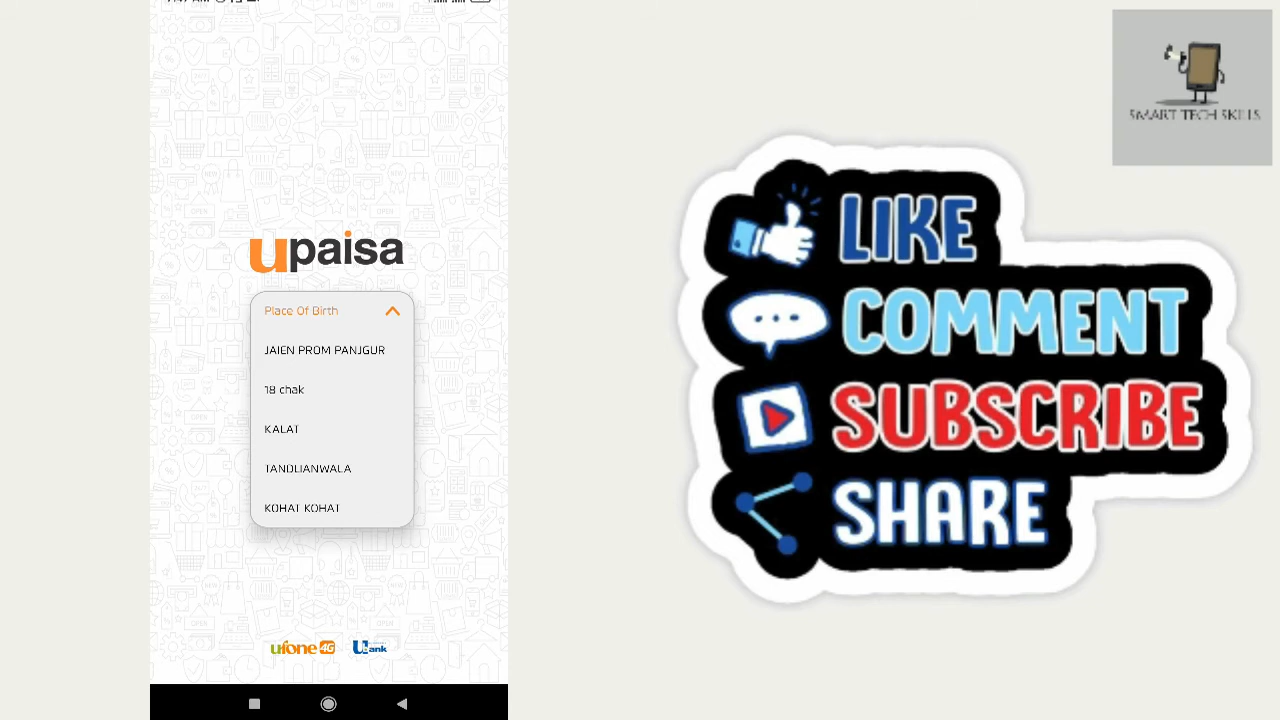 upaisa
Place Of Birth
JAIEN PROM PANJGUR
18 chak
KALAT
TANDLIANWALA
KOHAT KOHAT
ufone 4G
Ubank
SMART TECH SKILLS
LIKE
COMMENT
SUBSCRIBE
SHARE